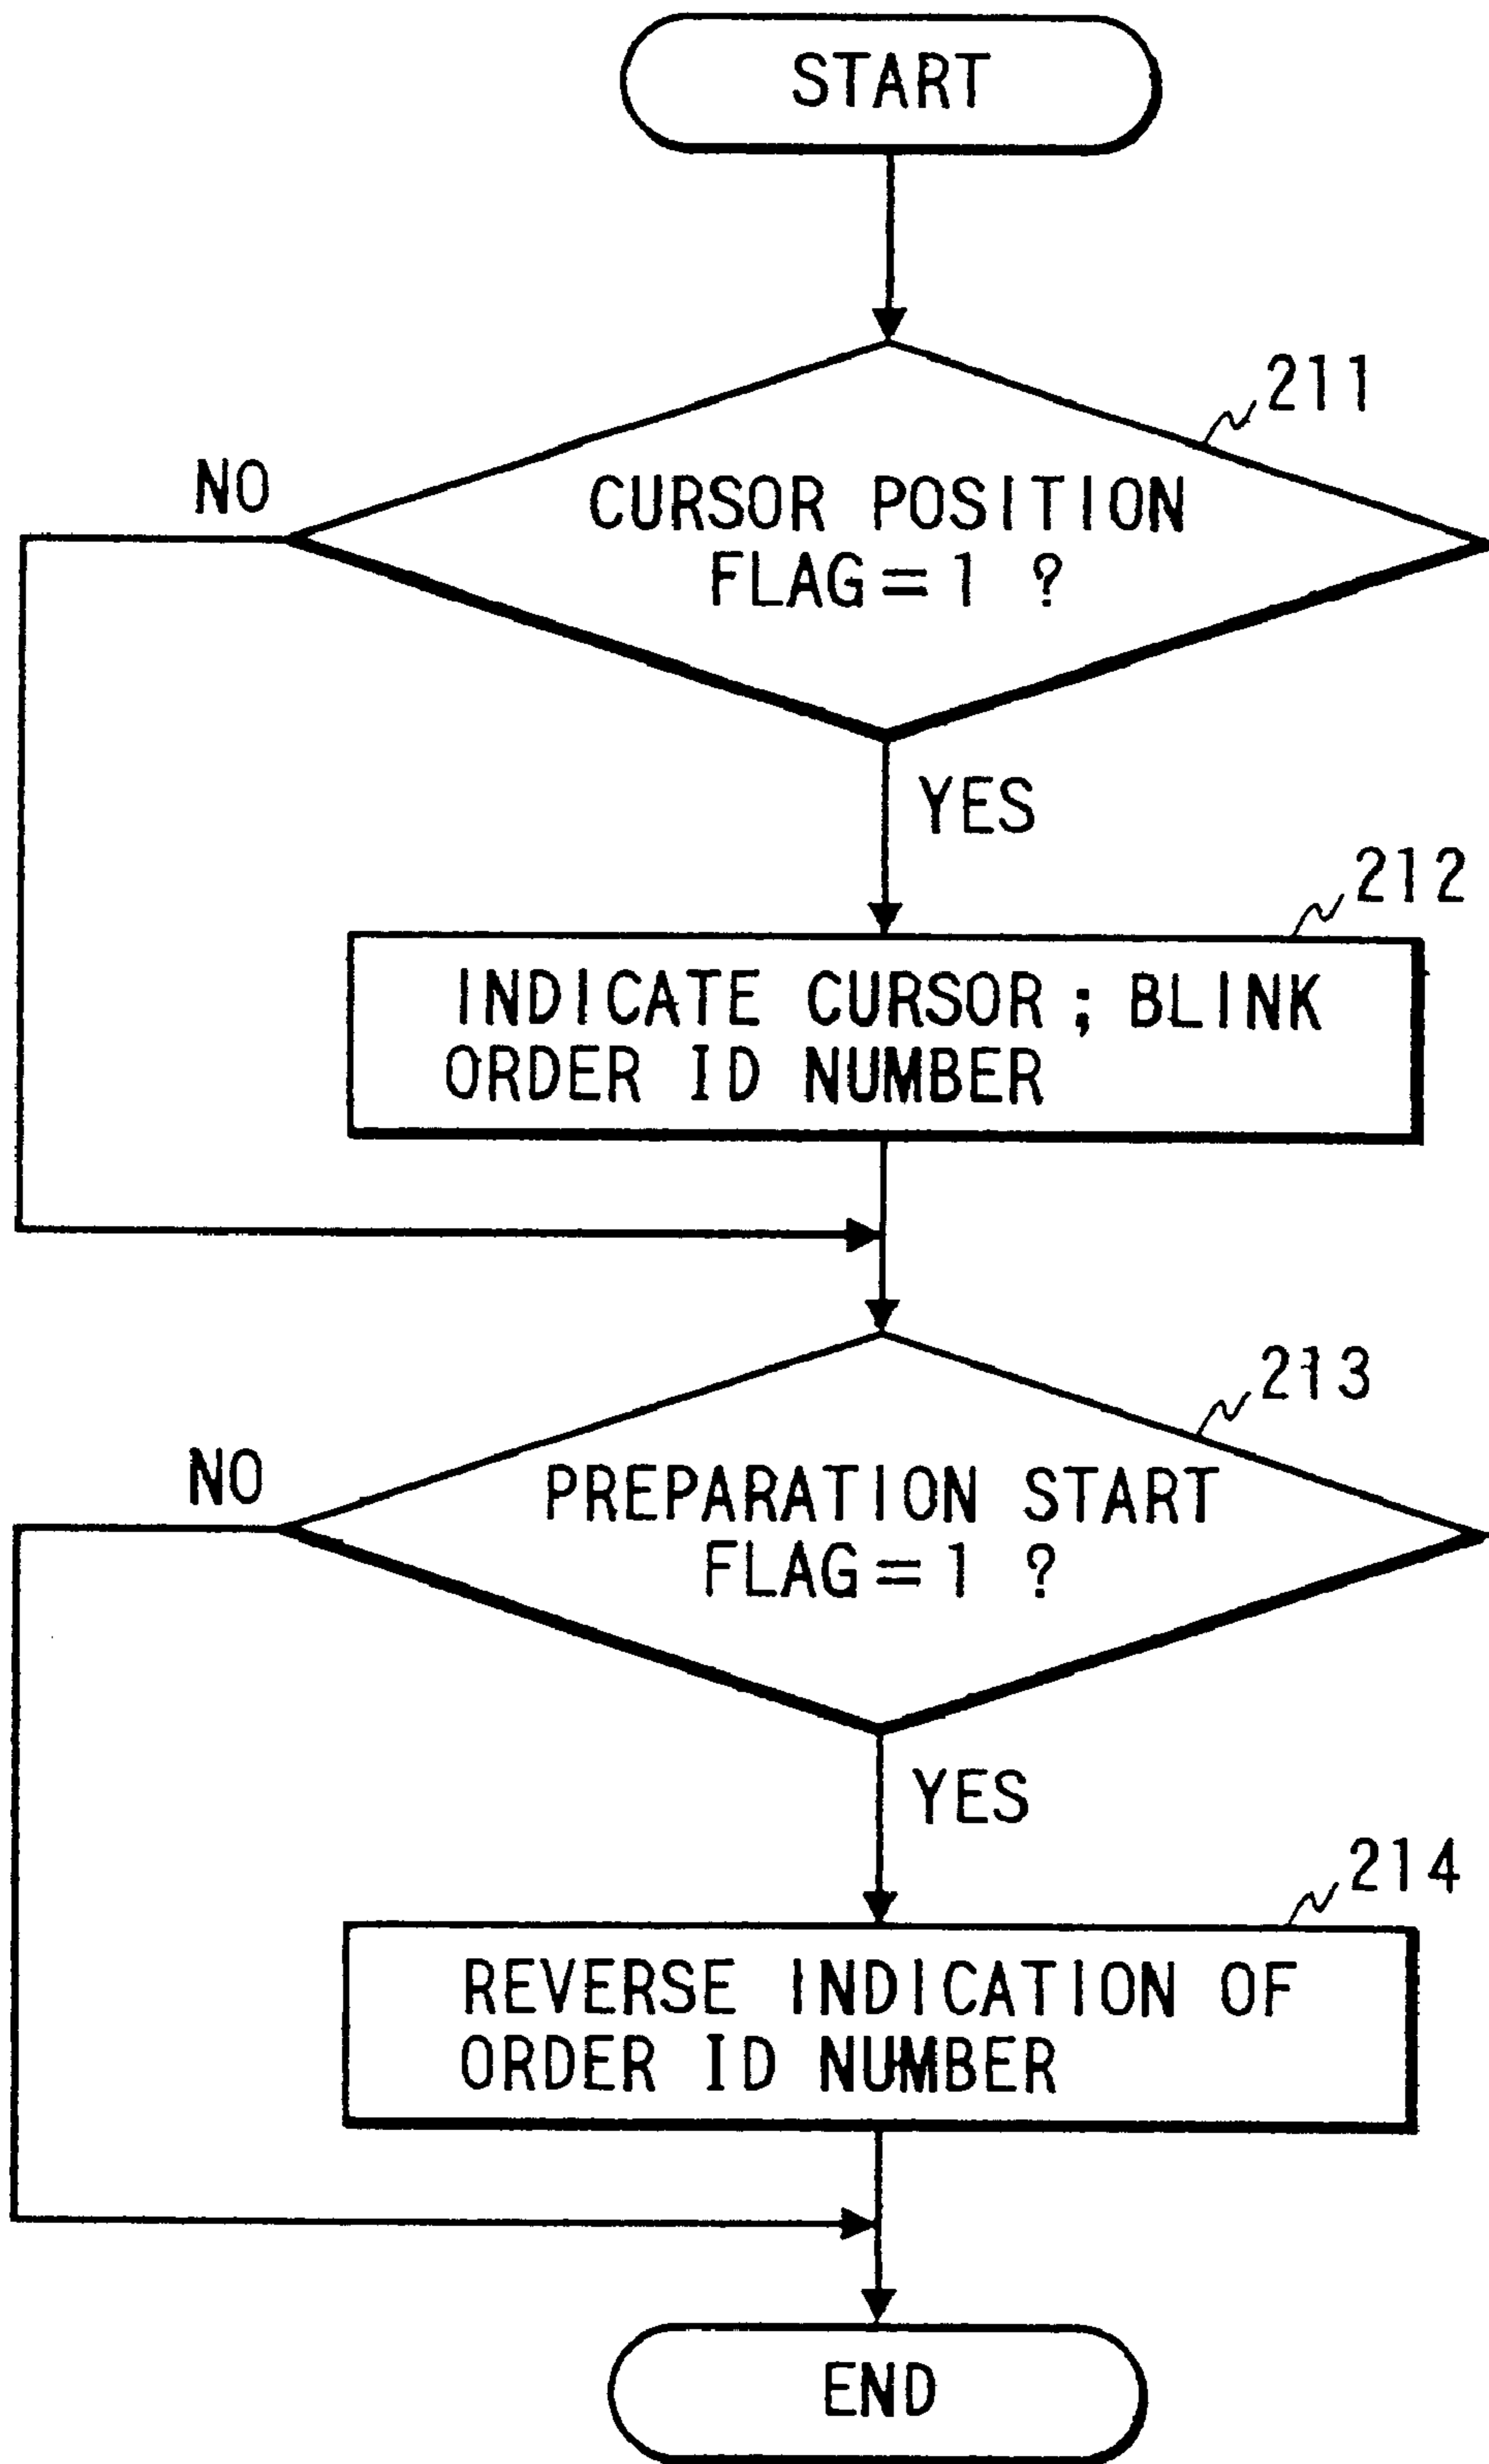 START
211
NO
CURSOR POSITION
FLAG=1 ?
YES
212
INDICATE CURSOR; BLINK
ORDER ID NUMBER
213
NO
PREPARATION START
FLAG=1 ?
YES
214
REVERSE INDICATION OF
ORDER ID NUMBER
END